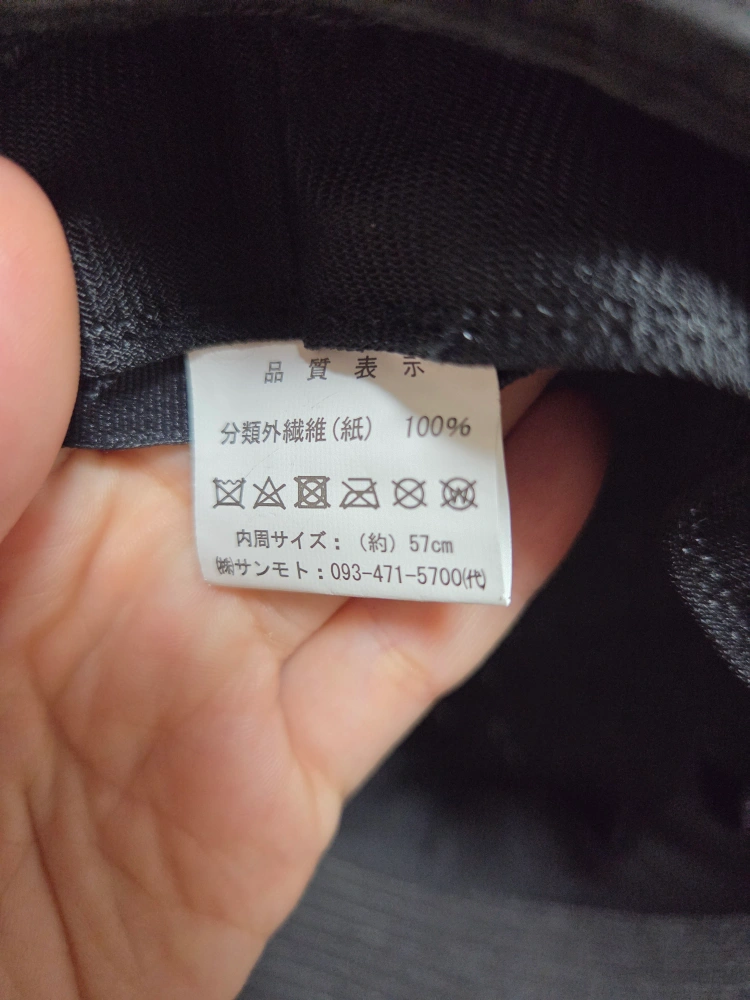 品質表示
分類外繊維(紙) 100%
内周サイズ:(約)57cm
㈱サンモト:093-471-5700㈹